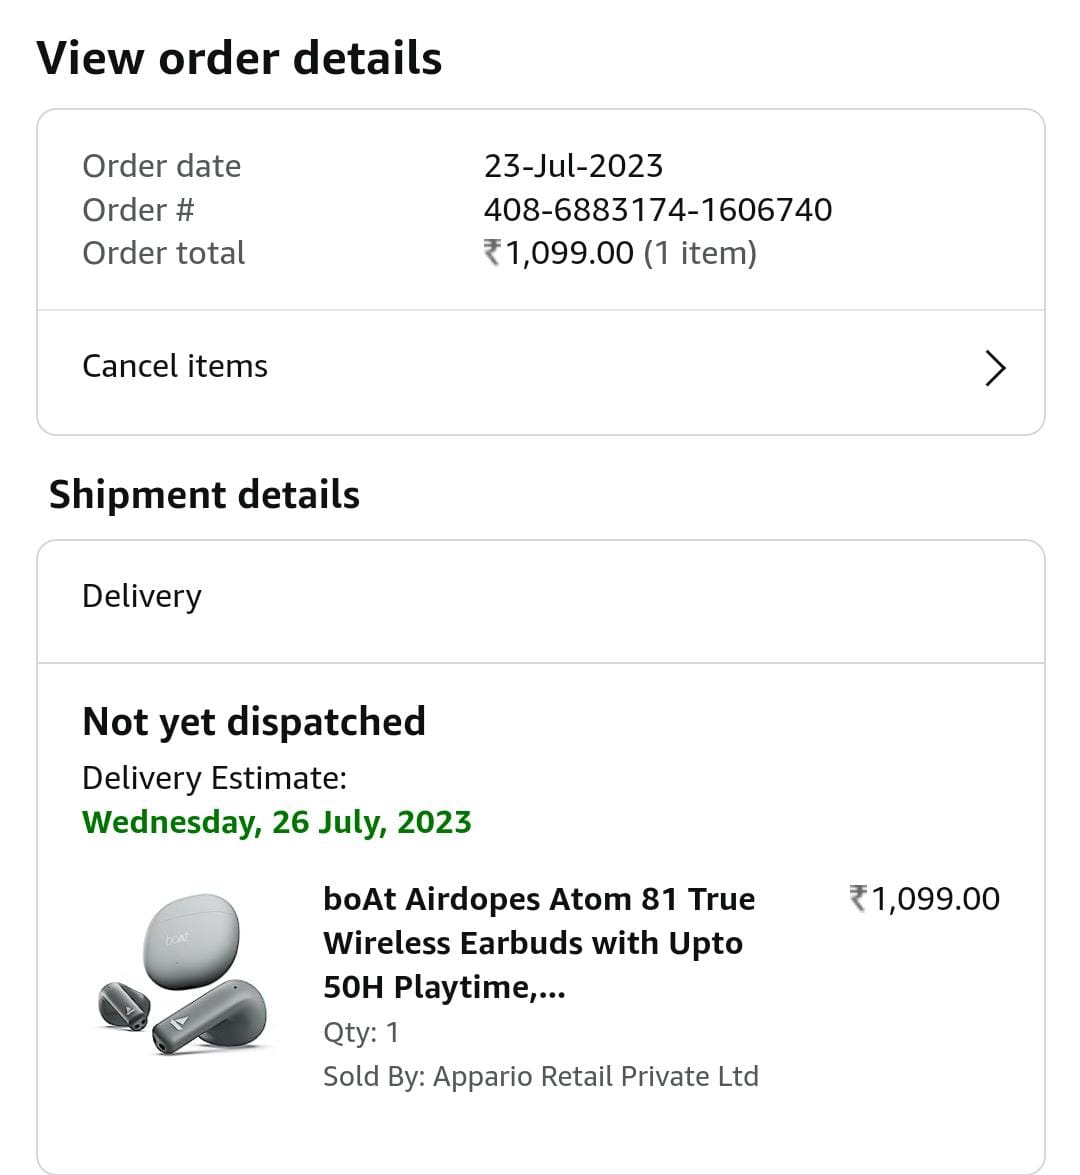 View order details
Order date 23-Jul-2023
Order # 408-6883174-1606740
Order total ₹1,099.00 (1 item)
Cancel items
Shipment details
Delivery
Not yet dispatched
Delivery Estimate:
Wednesday, 26 July, 2023
boAt Airdopes Atom 81 True ₹1,099.00
Wireless Earbuds with Upto
50H Playtime,...
Qty: 1
Sold By: Appario Retail Private Ltd
boAt